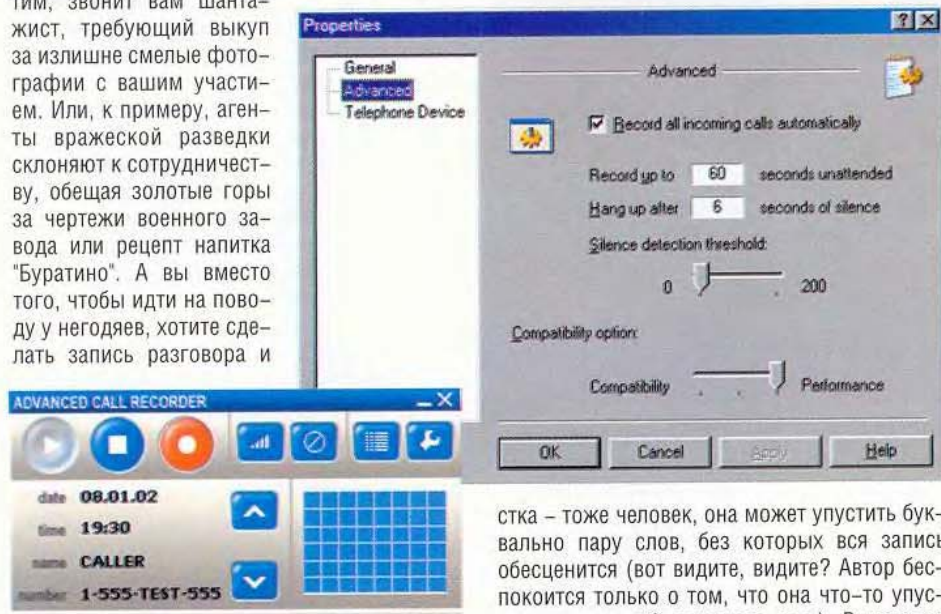 жист, требующий выкуп
за излишне смелые фото-
графии с вашим участи-
ем. Или, к примеру, аген-
ты вражеской разведки
склоняют к сотрудничест-
ву, обещая золотые горы
за чертежи военного за-
вода или рецепт напитка
"Буратино". А вы вместо
того, чтобы идти на пово-
ду у негодяев, хотите сде-
лать запись разговора и
Properties
General
Advanced
Telephone Device
Advanced
Record all incoming calls automatically
Record up to 60 seconds unattended
Hang up after 6 seconds of silence
Silence detection threshold:
0 200
Compatibility option:
Compatibility Performance
OK Cancel Apply Help
ADVANCED CALL RECORDER
date 08.01.02
time 19:30
name CALLER
number 1-555-TEST-555
стка – тоже человек, она может упустить бук-
вально пару слов, без которых вся запись
обесценится (вот видите, видите? Автор бес-
покоится только о том, что она что-то упус-